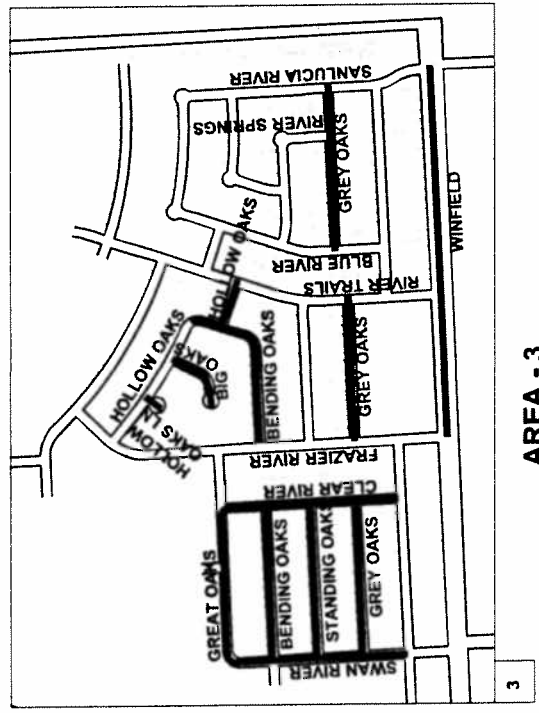 SANLUCIA RIVER
RIVER SPRINGS
GREY OAKS
HOLLOW OAKS
BLUE RIVER
RIVER TRAILS
WINFIELD
HOLLOW OAKS
BIG OAKS
HOLLOW OAKS LN
BENDING OAKS
GREY OAKS
FRAZIER RIVER
CLEAR RIVER
GREAT OAKS
BENDING OAKS
STANDING OAKS
GREY OAKS
SWAN RIVER
AREA - 3
3